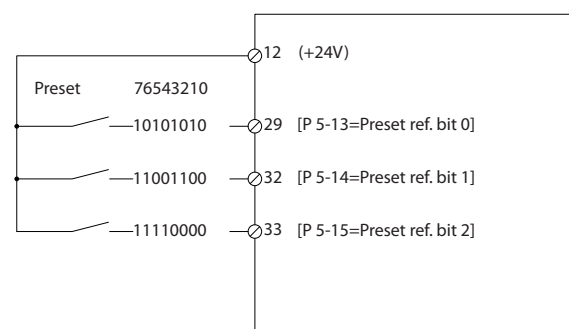 12 (+24V)
Preset 76543210
10101010 29 [P 5-13=Preset ref. bit 0]
11001100 32 [P 5-14=Preset ref. bit 1]
11110000 33 [P 5-15=Preset ref. bit 2]